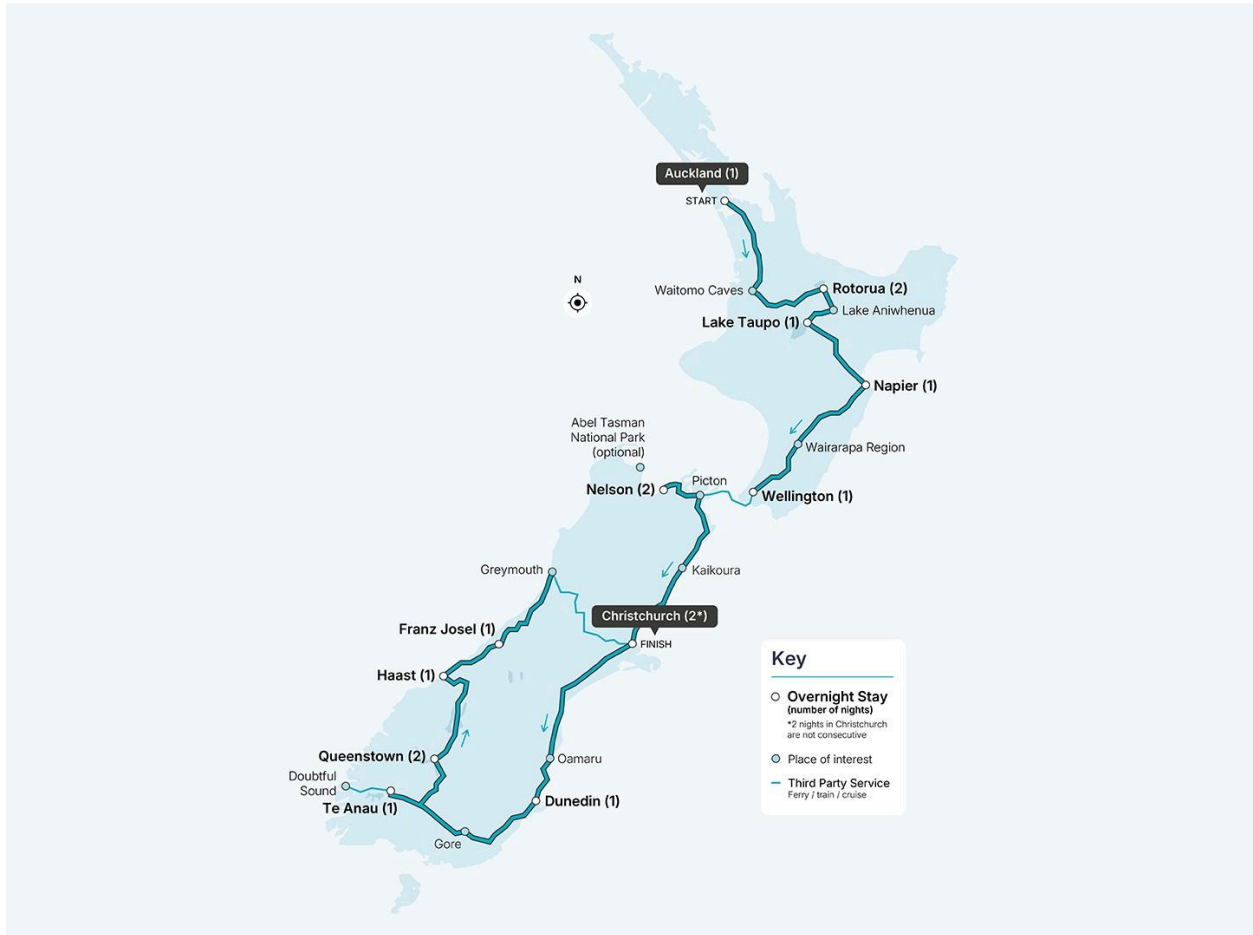 Auckland (1)
START
N
Waitomo Caves
Rotorua (2)
Lake Aniwhenua
Lake Taupo (1)
Napier (1)
Abel Tasman
National Park
(optional)
Wairarapa Region
Nelson (2)
Picton
Wellington (1)
Greymouth
Kaikoura
Christchurch (2*)
FINISH
Franz Josel (1)
Haast (1)
Queenstown (2)
Oamaru
Doubtful
Sound
Te Anau (1)
Dunedin (1)
Gore
Key
Overnight Stay
(number of nights)
*2 nights in Christchurch
are not consecutive
Place of interest
Third Party Service
Ferry / train / cruise